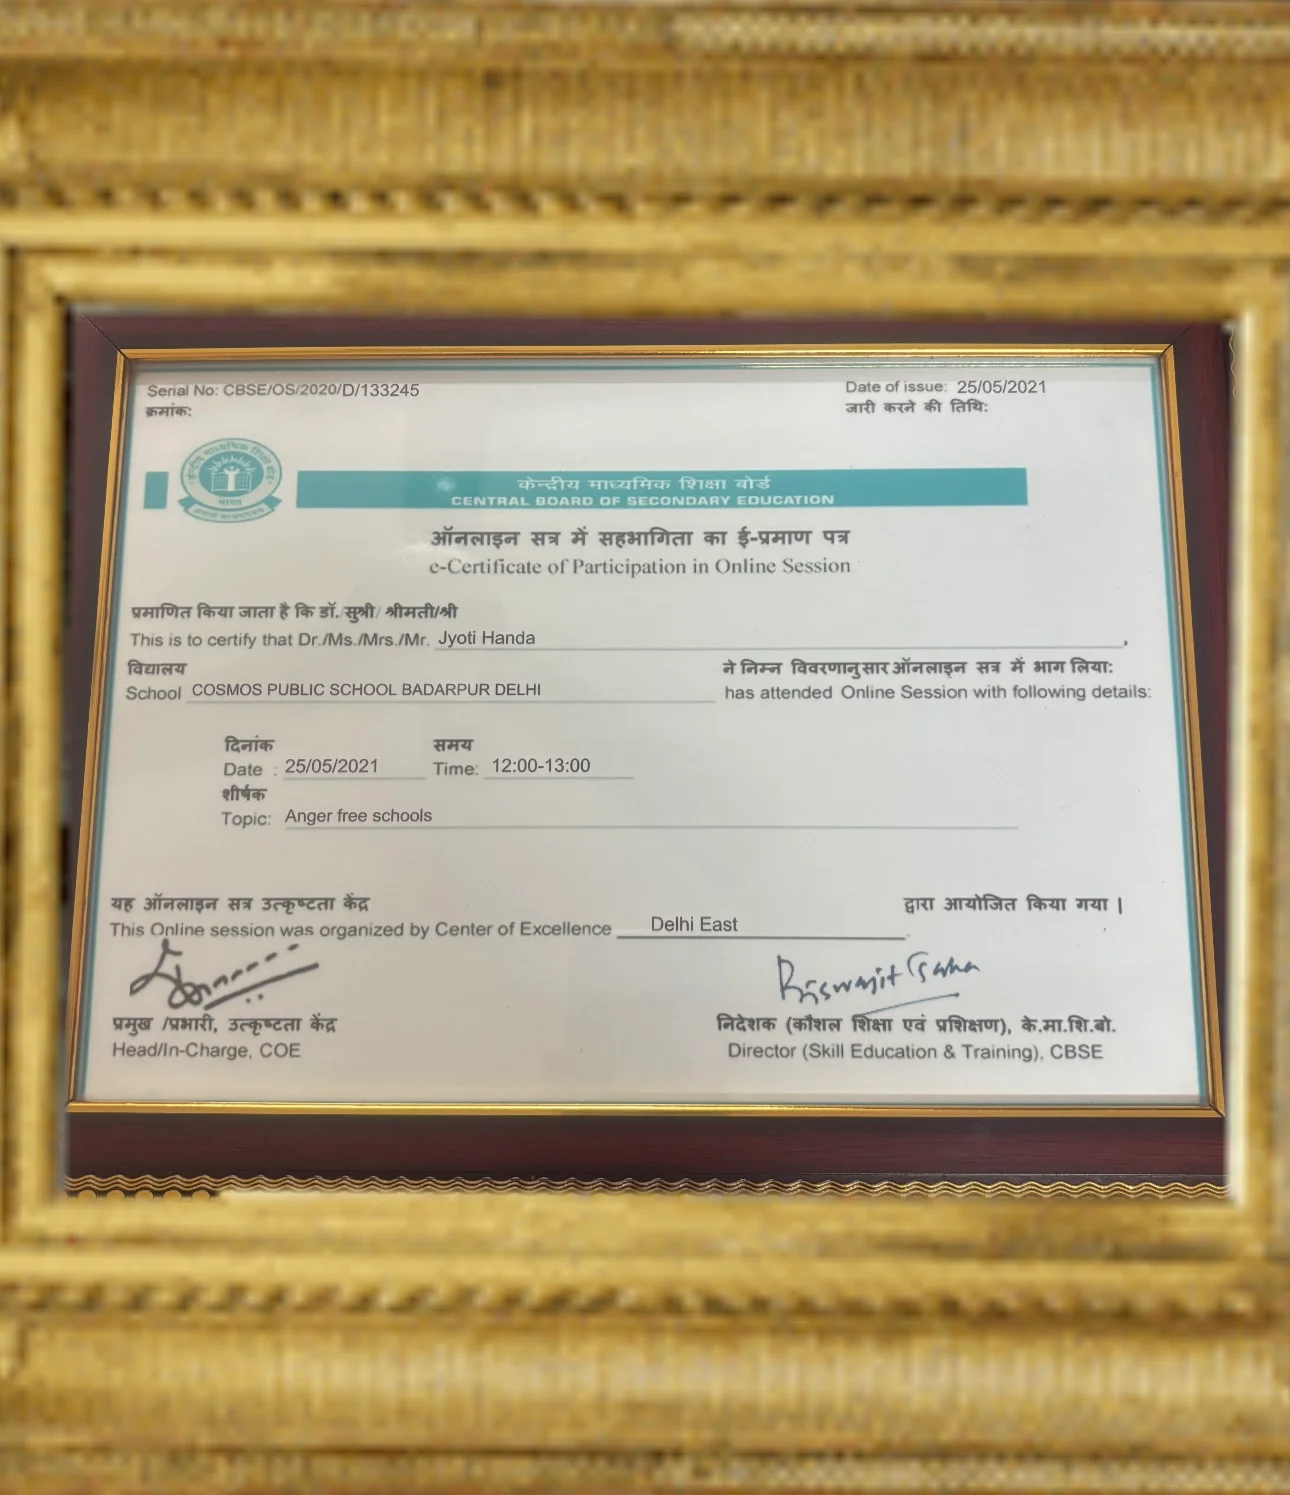 Serial No: CBSE/OS/2020/D/133245
क्रमांक:
Date of issue: 25/05/2021
जारी करने की तिथि:
भारत
केन्द्रीय माध्यमिक शिक्षा बोर्ड
CENTRAL BOARD OF SECONDARY EDUCATION
ऑनलाइन सत्र में सहभागिता का ई-प्रमाण पत्र
e-Certificate of Participation in Online Session
प्रमाणित किया जाता है कि डॉ./सुश्री/ श्रीमती/श्री
This is to certify that Dr./Ms./Mrs./Mr. Jyoti Handa,
विद्यालय ने निम्न विवरणानुसार ऑनलाइन सत्र में भाग लिया:
School COSMOS PUBLIC SCHOOL BADARPUR DELHI has attended Online Session with following details:
दिनांक समय
Date : 25/05/2021 Time: 12:00-13:00
शीर्षक
Topic: Anger free schools
यह ऑनलाइन सत्र उत्कृष्टता केंद्र द्वारा आयोजित किया गया |
This Online session was organized by Center of Excellence Delhi East.
Biswajit Saha
प्रमुख /प्रभारी, उत्कृष्टता केंद्र
Head/In-Charge, COE
निदेशक (कौशल शिक्षा एवं प्रशिक्षण), के.मा.शि.बो.
Director (Skill Education & Training), CBSE